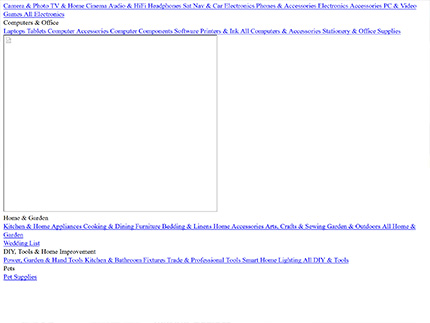 Camera & Photo TV & Home Cinema Audio & HiFi Headphones Sat Nav & Car Electronics Phones & Accessories Electronics Accessories PC & Video
Games All Electronics
Computers & Office
Laptops Tablets Computer Accessories Computer Components Software Printers & Ink All Computers & Accessories Stationery & Office Supplies
Home & Garden
Kitchen & Home Appliances Cooking & Dining Furniture Bedding & Linens Home Accessories Arts, Crafts & Sewing Garden & Outdoors All Home &
Garden
Wedding List
DIY, Tools & Home Improvement
Power, Garden & Hand Tools Kitchen & Bathroom Fixtures Trade & Professional Tools Smart Home Lighting All DIY & Tools
Pets
Pet Supplies